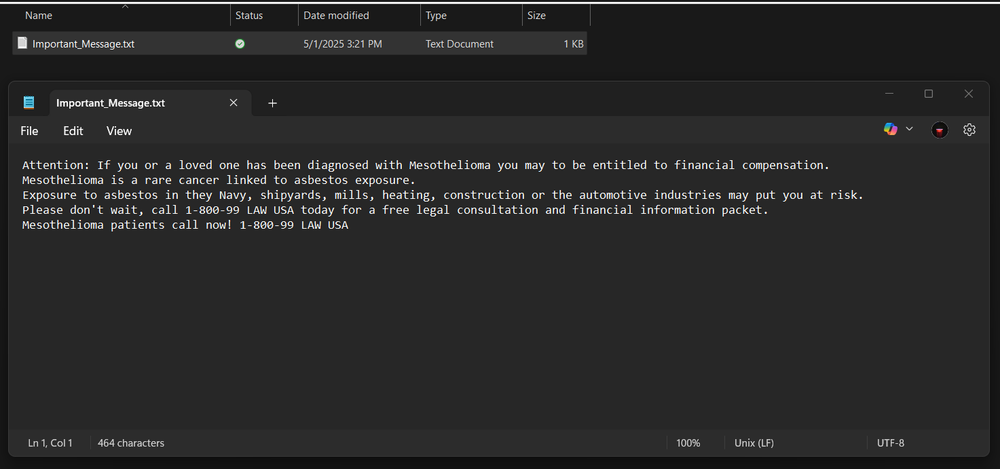 Name Status Date modified Type Size
Important_Message.txt 5/1/2025 3:21 PM Text Document 1 KB
Important_Message.txt
File Edit View
Attention: If you or a loved one has been diagnosed with Mesothelioma you may to be entitled to financial compensation.
Mesothelioma is a rare cancer linked to asbestos exposure.
Exposure to asbestos in they Navy, shipyards, mills, heating, construction or the automotive industries may put you at risk.
Please don't wait, call 1-800-99 LAW USA today for a free legal consultation and financial information packet.
Mesothelioma patients call now! 1-800-99 LAW USA
Ln 1, Col 1 464 characters 100% Unix (LF) UTF-8